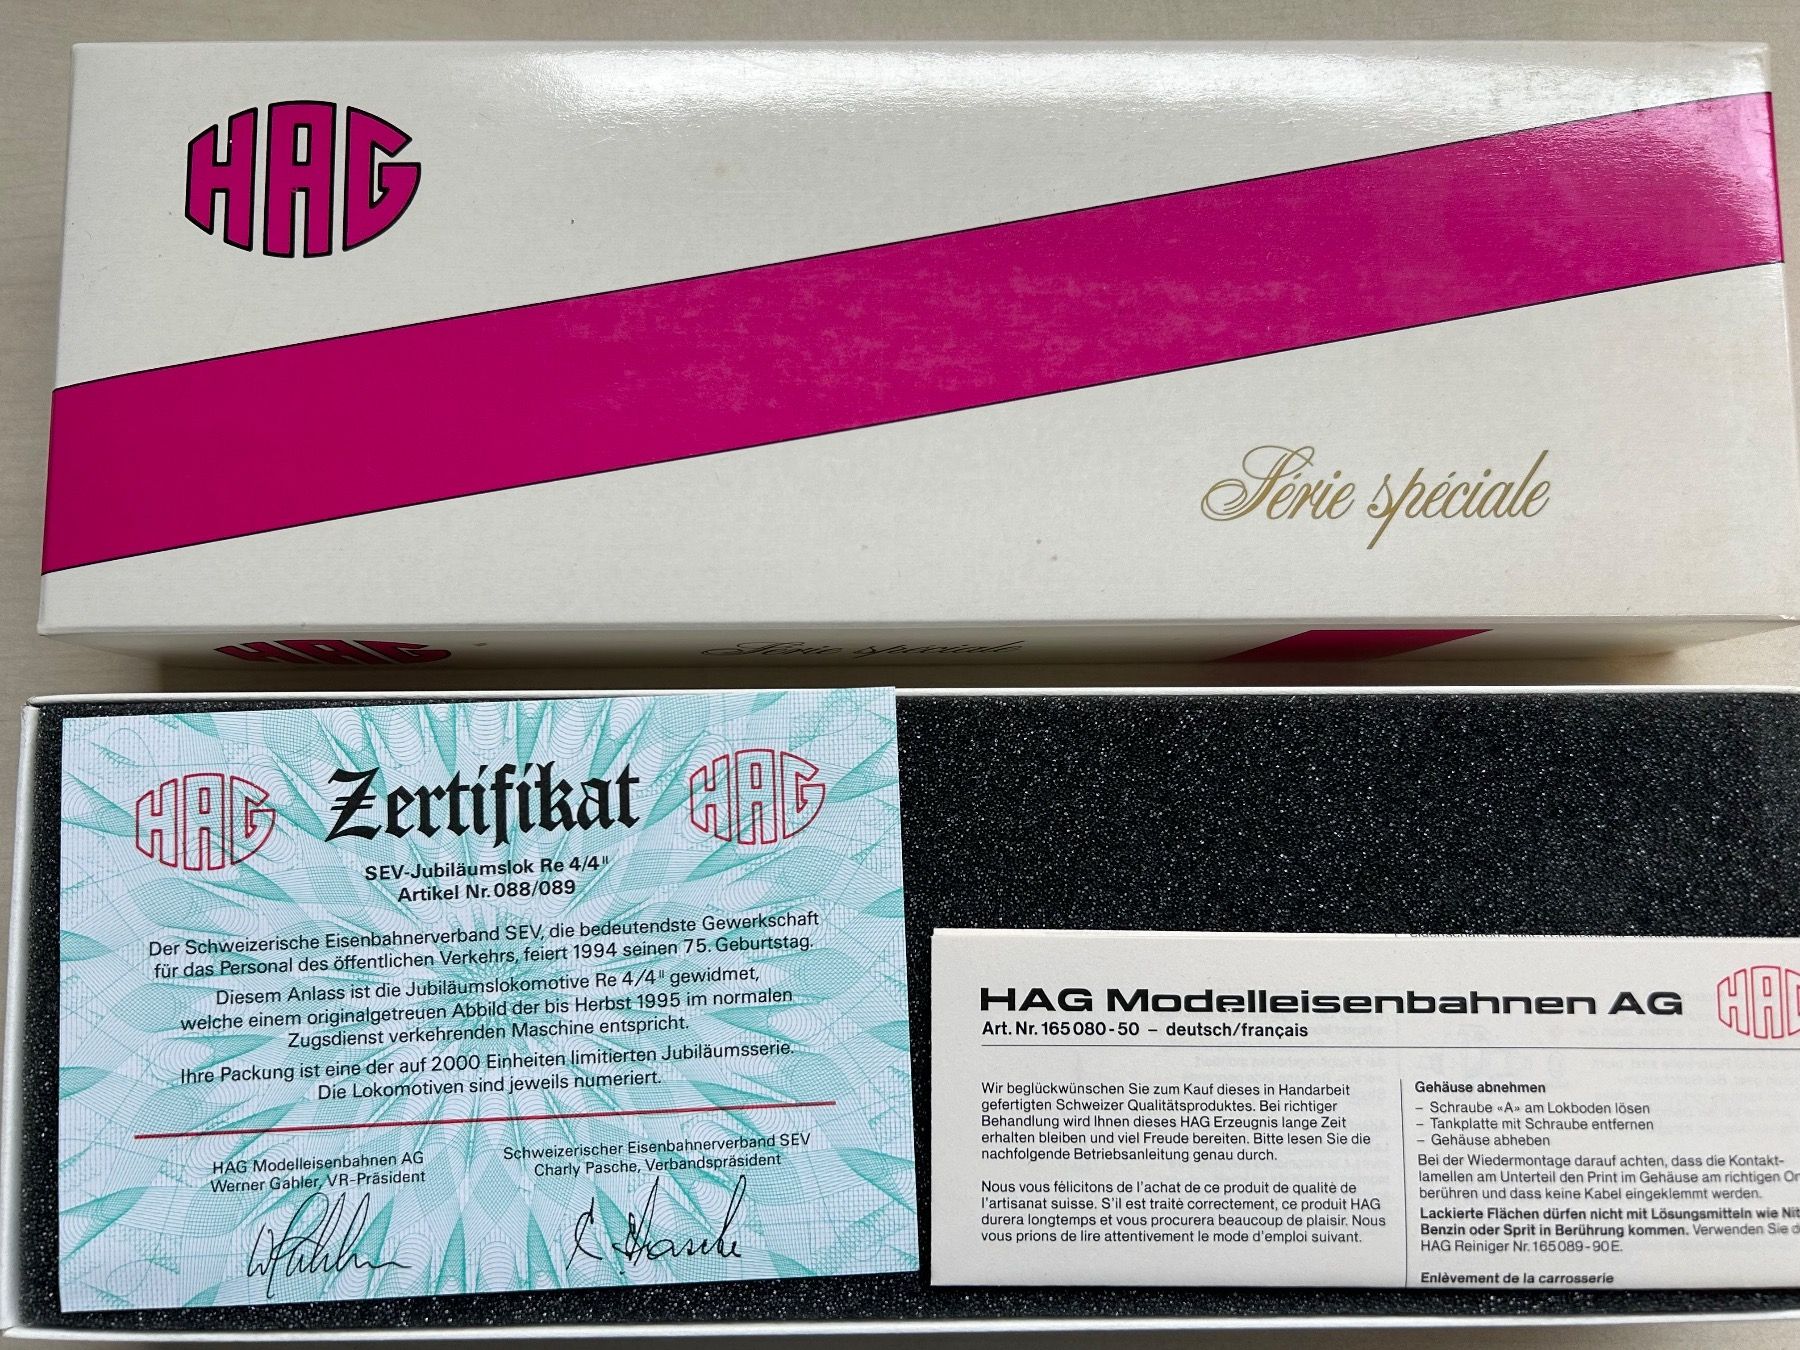 HAG
Série spéciale
HAG
Série spéciale
HAG Zertifikat HAG
SEV-Jubiläumslok Re 4/4 II
Artikel Nr. 088/089
Der Schweizerische Eisenbahnerverband SEV, die bedeutendste Gewerkschaft
für das Personal des öffentlichen Verkehrs, feiert 1994 seinen 75. Geburtstag.
Diesem Anlass ist die Jubiläumslokomotive Re 4/4 II gewidmet,
welche einem originalgetreuen Abbild der bis Herbst 1995 im normalen
Zugsdienst verkehrenden Maschine entspricht.
Ihre Packung ist eine der auf 2000 Einheiten limitierten Jubiläumsserie.
Die Lokomotiven sind jeweils numeriert.
HAG Modelleisenbahnen AG
Werner Gahler, VR-Präsident
Schweizerischer Eisenbahnerverband SEV
Charly Pasche, Verbandspräsident
HAG Modelleisenbahnen AG
Art. Nr. 165 080-50 – deutsch/français
HAG
Wir beglückwünschen Sie zum Kauf dieses in Handarbeit
gefertigten Schweizer Qualitätsproduktes. Bei richtiger
Behandlung wird Ihnen dieses HAG Erzeugnis lange Zeit
erhalten bleiben und viel Freude bereiten. Bitte lesen Sie die
nachfolgende Betriebsanleitung genau durch.
Nous vous félicitons de l'achat de ce produit de qualité de
l'artisanat suisse. S'il est traité correctement, ce produit HAG
durera longtemps et vous procurera beaucoup de plaisir. Nous
vous prions de lire attentivement le mode d'emploi suivant.
Gehäuse abnehmen
– Schraube «A» am Lokboden lösen
– Tankplatte mit Schraube entfernen
– Gehäuse abheben
Bei der Wiedermontage darauf achten, dass die Kontakt-
lamellen am Unterteil den Print im Gehäuse am richtigen
berühren und dass keine Kabel eingeklemmt werden.
Lackierte Flächen dürfen nicht mit Lösungsmitteln wie
Benzin oder Sprit in Berührung kommen. Verwenden Sie
HAG Reiniger Nr. 165 089-90 E.
Enlèvement de la carrosserie